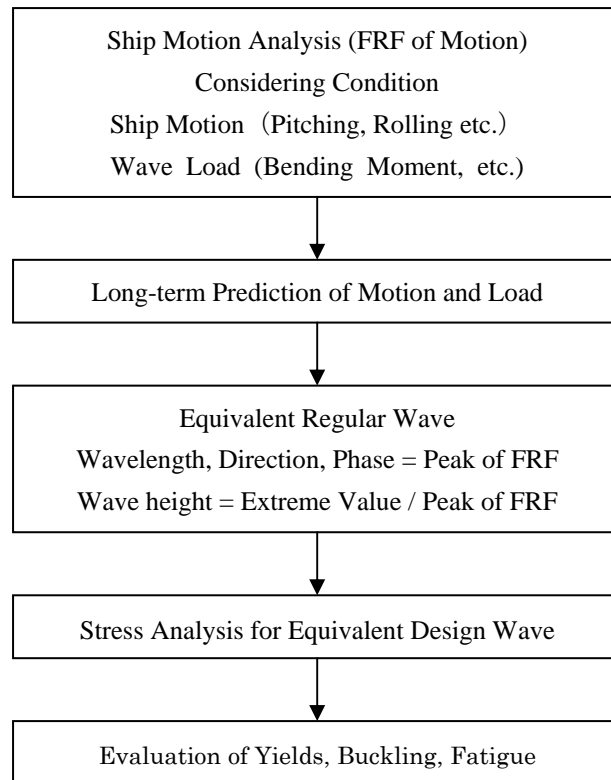 Ship Motion Analysis (FRF of Motion)
Considering Condition
Ship Motion（Pitching, Rolling etc.）
Wave Load (Bending Moment, etc.)
Long-term Prediction of Motion and Load
Equivalent Regular Wave
Wavelength, Direction, Phase = Peak of FRF
Wave height = Extreme Value / Peak of FRF
Stress Analysis for Equivalent Design Wave
Evaluation of Yields, Buckling, Fatigue